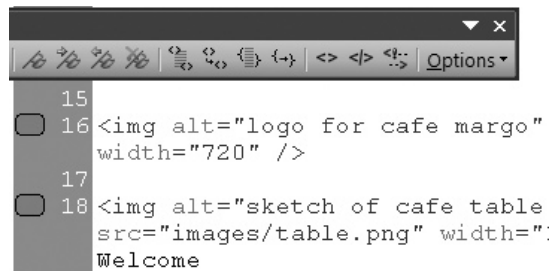 Options
15
16 <img alt="logo for cafe margo"
width="720" />
17
18 <img alt="sketch of cafe table
src="images/table.png" width="
Welcome